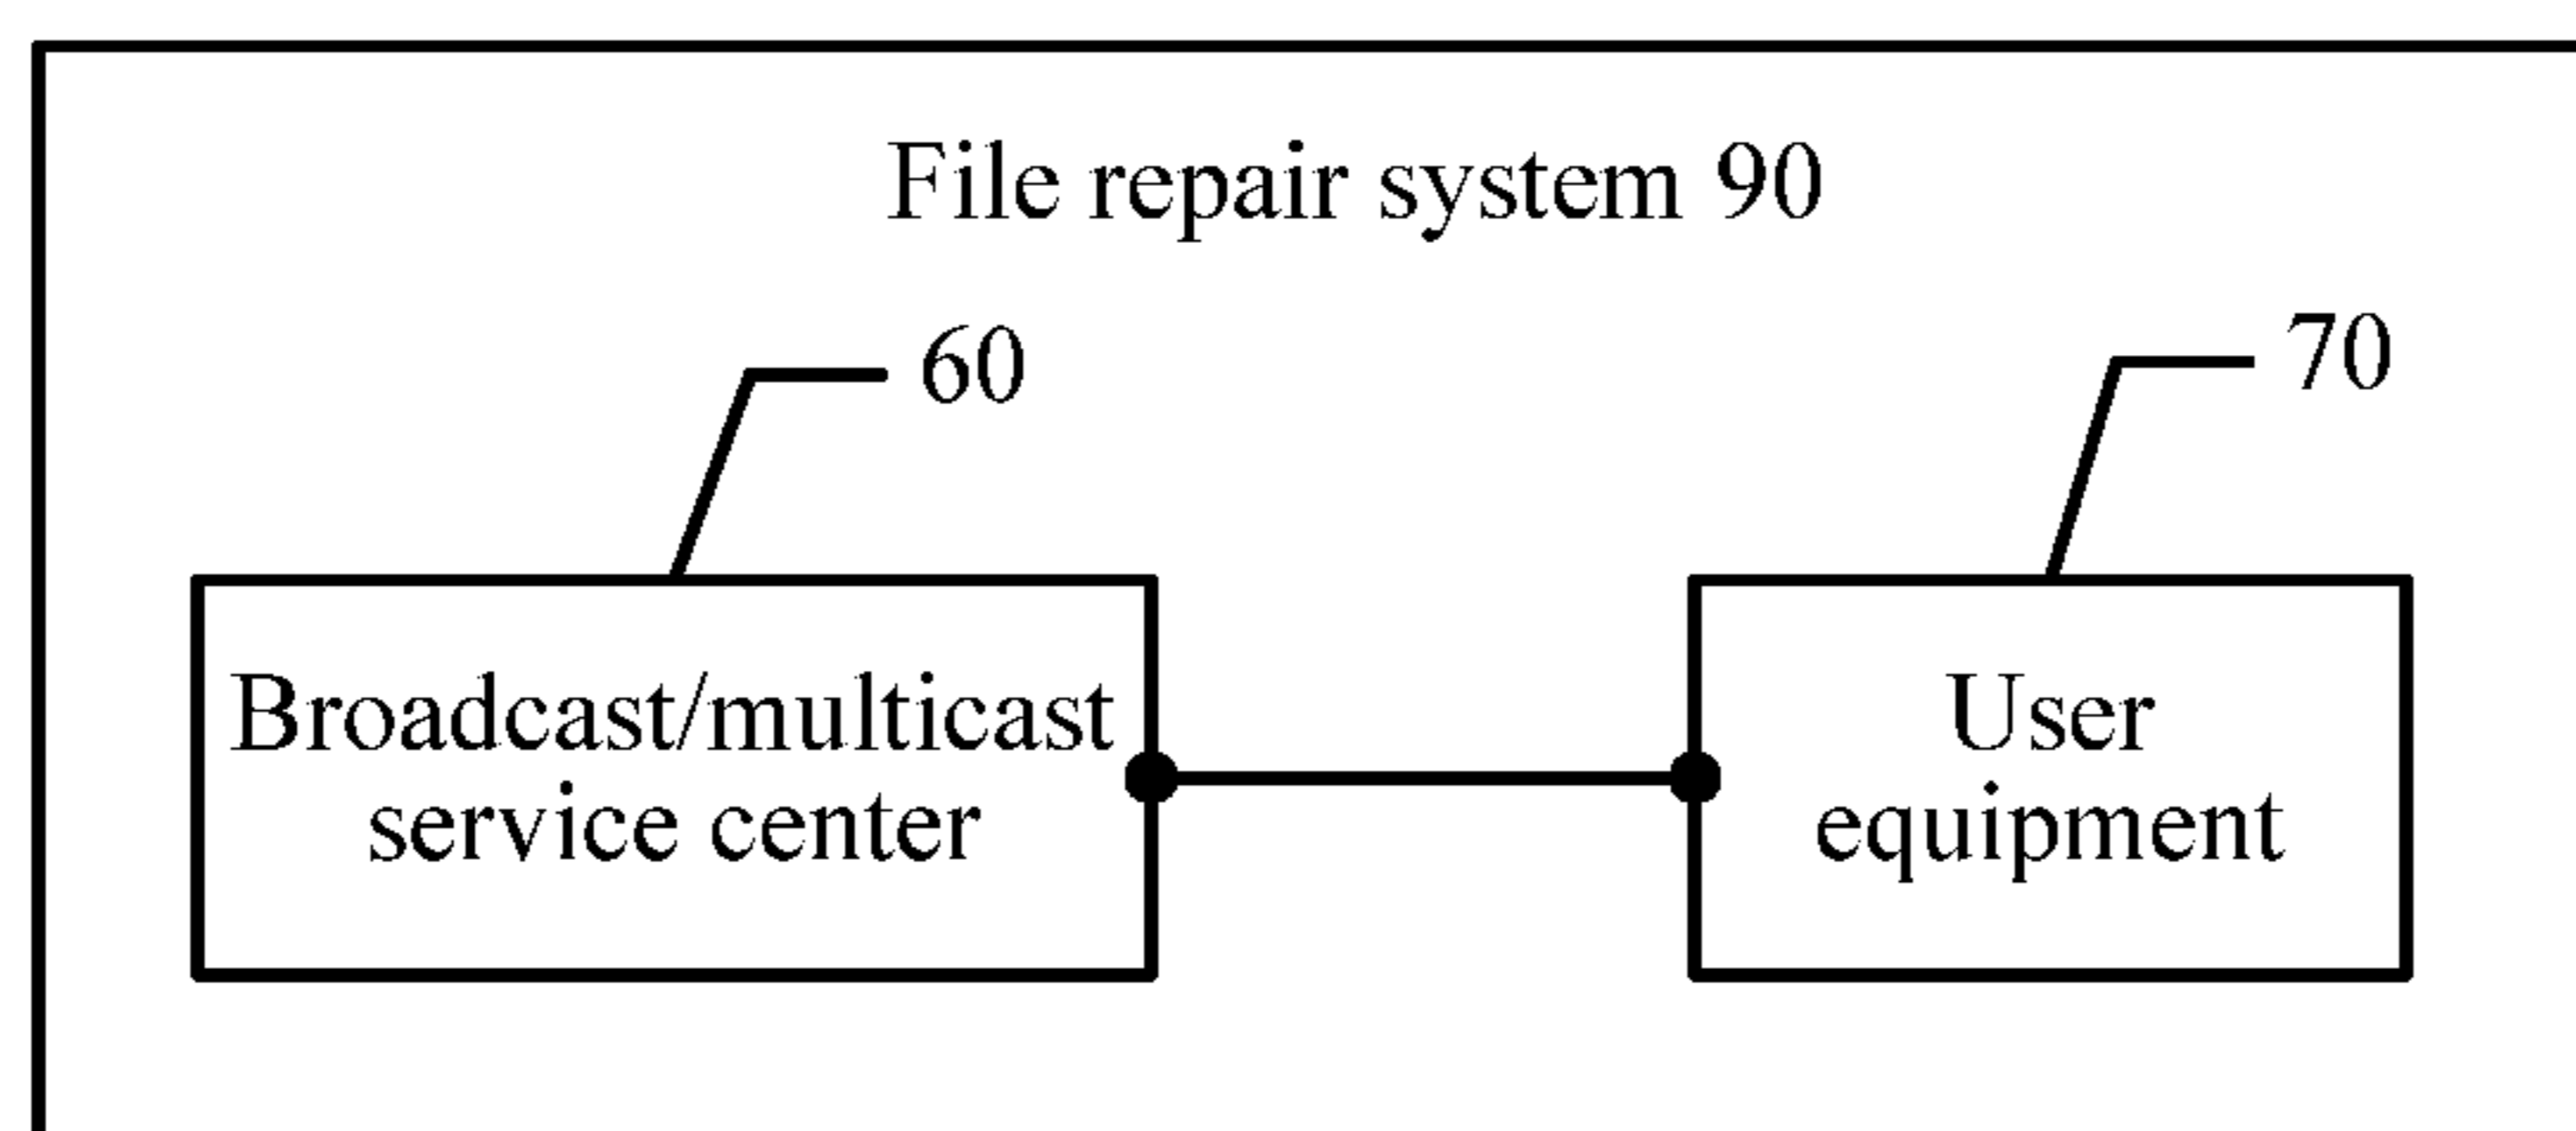 File repair system 90
60
70
Broadcast/multicast
service center
User
equipment